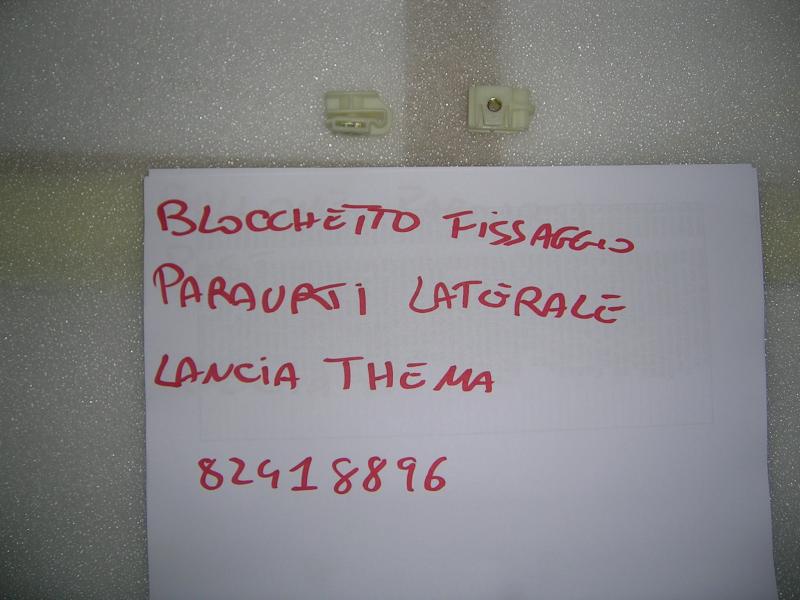 BLOCCHETTO FISSAGGIO
PARAURTI LATERALE
LANCIA THEMA
82418896